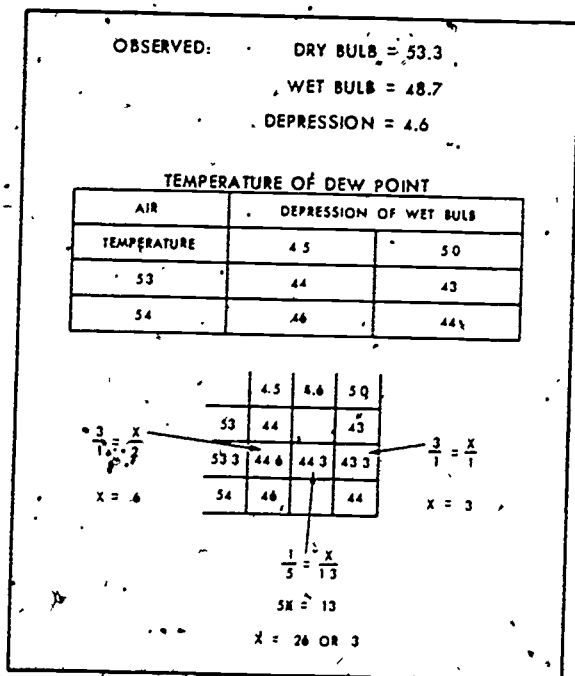 OBSERVED: DRY BULB = 53.3
WET BULB = 48.7
DEPRESSION = 4.6
TEMPERATURE OF DEW POINT
AIR DEPRESSION OF WET BULB
TEMPERATURE 4 5 5 0
53 44 43
54 46 44
4.5 4.6 5 0
53 44 43
3/1 = X/2 53 3 44 6 44 3 43 3 3/1 = X/1
X = 6 54 46 44 X = 3
1/5 = X/1 3
5X = 13
X = 26 OR 3